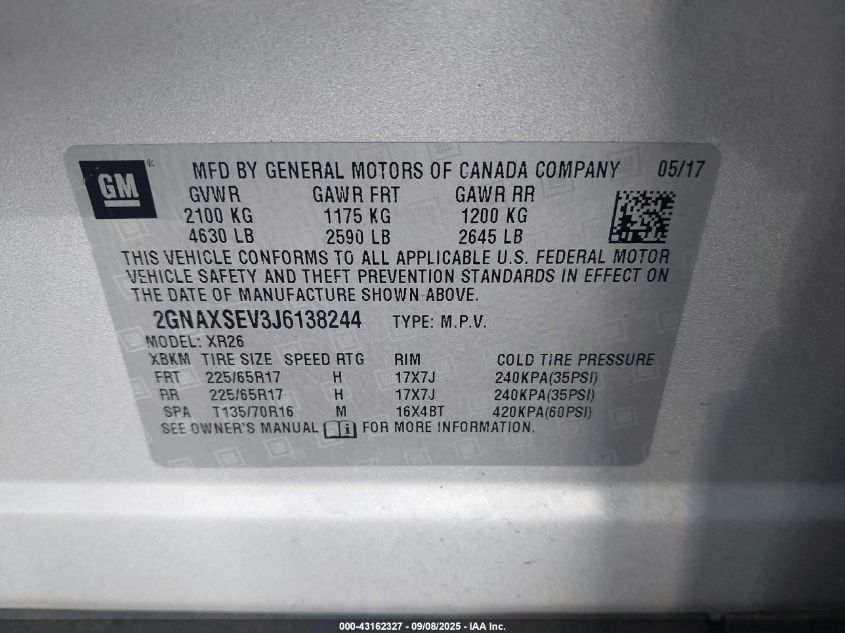 GM ® MFD BY GENERAL MOTORS OF CANADA COMPANY 05/17
GVWR GAWR FRT GAWR RR
2100 KG 1175 KG 1200 KG
4630 LB 2590 LB 2645 LB
THIS VEHICLE CONFORMS TO ALL APPLICABLE U.S. FEDERAL MOTOR
VEHICLE SAFETY AND THEFT PREVENTION STANDARDS IN EFFECT ON
THE DATE OF MANUFACTURE SHOWN ABOVE.
2GNAXSEV3J6138244 TYPE: M.P.V.
MODEL: XR26
XBKM TIRE SIZE SPEED RTG RIM COLD TIRE PRESSURE
FRT 225/65R17 H 17X7J 240KPA(35PSI)
RR 225/65R17 H 17X7J 240KPA(35PSI)
SPA T135/70R16 M 16X4BT 420KPA(60PSI)
SEE OWNER'S MANUAL i FOR MORE INFORMATION.
000-43162327 - 09/08/2025 - IAA Inc.